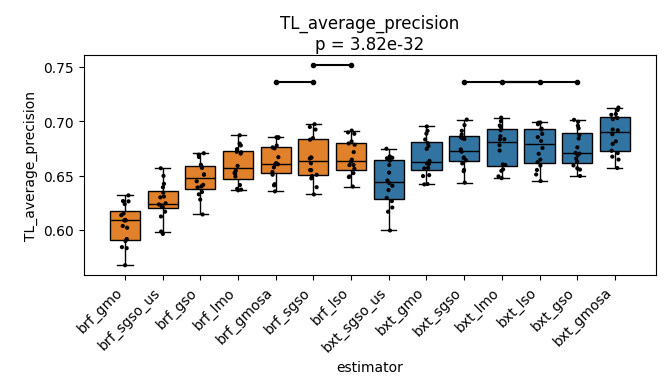 TL_average_precision
p = 3.82e-32
TL_average_precision
0.75
0.70
0.65
0.60
brf_gmo
brf_sgso_us
brf_gso
brf_lmo
brf_gmosa
brf_sgso
brf_lso
bxt_sgso_us
bxt_gmo
bxt_sgso
bxt_lmo
bxt_lso
bxt_gso
bxt_gmosa
estimator